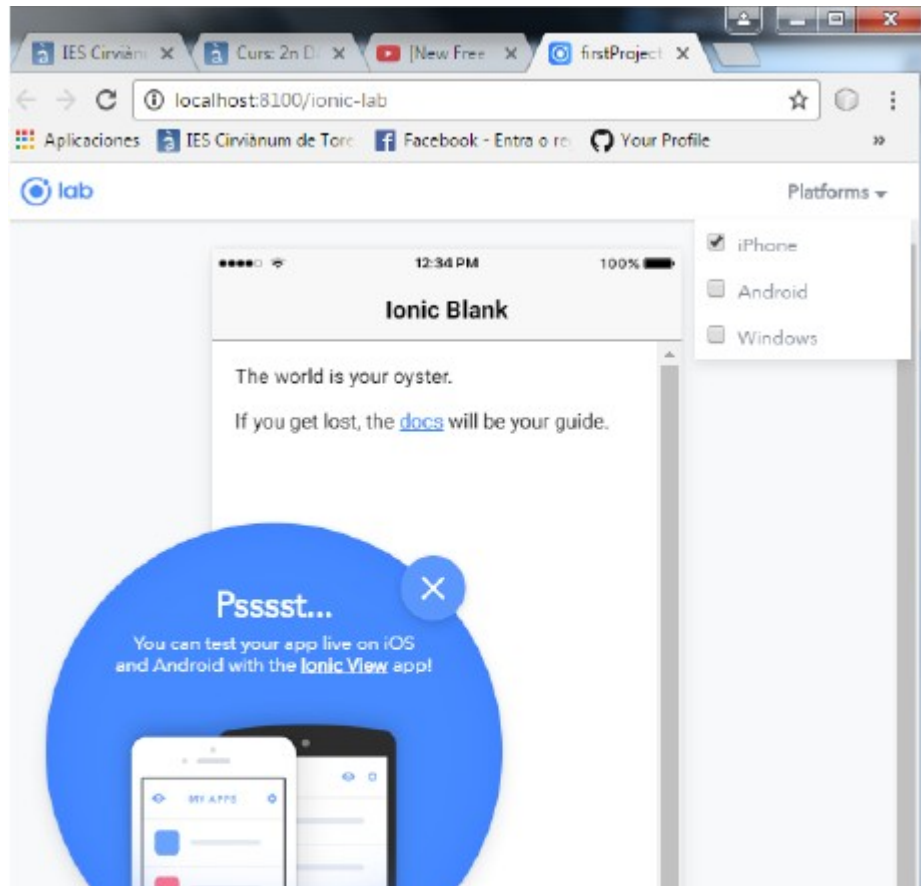 IES Cirviàn
Curs: 2n D
[New Free
firstProject
localhost:8100/ionic-lab
Aplicaciones
IES Cirviànum de Tore
Facebook - Entra o re
Your Profile
»
lab
Platforms
iPhone
Android
Windows
12:34 PM
100%
Ionic Blank
The world is your oyster.
If you get lost, the docs will be your guide.
Psssst...
You can test your app live on iOS
and Android with the Ionic View app!
MY APPS